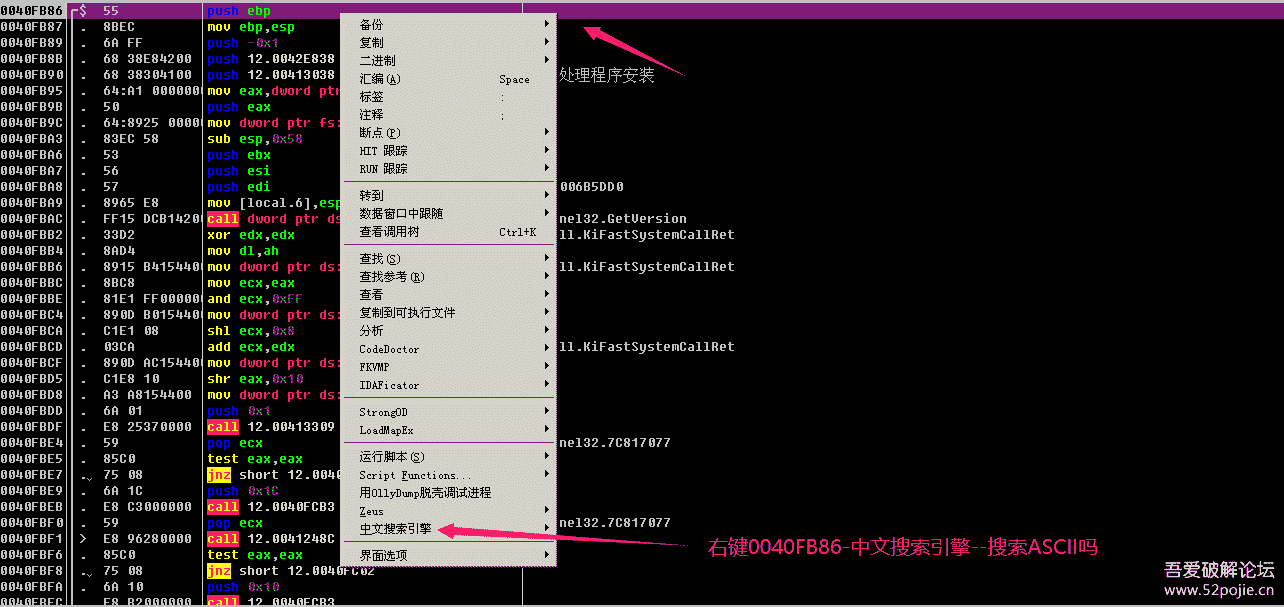 0040FB86 $ 55 push ebp
0040FB87 . 8BEC mov ebp,esp
0040FB89 . 6A FF push -0x1
0040FB8B . 68 38E84200 push 12.0042E838
0040FB90 . 68 38304100 push 12.00413038 处理程序安装
0040FB95 . 64:A1 0000000 mov eax,dword ptr
0040FB9B . 50 push eax
0040FB9C . 64:8925 0000 mov dword ptr fs:
0040FBA3 . 83EC 58 sub esp,0x58
0040FBA6 . 53 push ebx
0040FBA7 . 56 push esi
0040FBA8 . 57 push edi 006B5DD0
0040FBA9 . 8965 E8 mov [local.6],esp
0040FBAC . FF15 DCB14200 call dword ptr ds nel32.GetVersion
0040FBB2 . 33D2 xor edx,edx ll.KiFastSystemCallRet
0040FBB4 . 8AD4 mov dl,ah
0040FBB6 . 8915 B4154400 mov dword ptr ds: ll.KiFastSystemCallRet
0040FBBC . 8BC8 mov ecx,eax
0040FBBE . 81E1 FF000000 and ecx,0xFF
0040FBC4 . 890D B0154400 mov dword ptr ds:
0040FBCA . C1E1 08 shl ecx,0x8
0040FBCD . 03CA add ecx,edx ll.KiFastSystemCallRet
0040FBCF . 890D AC154400 mov dword ptr ds:
0040FBD5 . C1E8 10 shr eax,0x10
0040FBD8 . A3 A8154400 mov dword ptr ds:
0040FBDD . 6A 01 push 0x1
0040FBDF . E8 25370000 call 12.00413309
0040FBE4 . 59 pop ecx nel32.7C817077
0040FBE5 . 85C0 test eax,eax
0040FBE7 . 75 08 jnz short 12.0040
0040FBE9 . 6A 1C push 0x1C
0040FBEB . E8 C3000000 call 12.0040FCB3
0040FBF0 . 59 pop ecx nel32.7C817077
0040FBF1 > E8 96280000 call 12.0041248C
0040FBF6 . 85C0 test eax,eax
0040FBF8 . 75 08 jnz short 12.0040FC02
. 6A 10 push 0x10
0040FBFC . E8 B2000000 call 12.0040FCB3
备份
复制
二进制
汇编(A) Space
标签 :
注释 ;
断点(P)
HIT 跟踪
RUN 跟踪
转到
数据窗口中跟随
查看调用树 Ctrl+K
查找(S)
查找参考(R)
查看
复制到可执行文件
分析
CodeDoctor
FKVMP
IDAFicator
StrongOD
LoadMapEx
运行脚本(S)
Script Functions...
用OllyDump脱壳调试进程
Zeus
中文搜索引擎
界面选项
右键0040FB86-中文搜索引擎--搜索ASCII吗
吾爱破解论坛
www.52pojie.cn